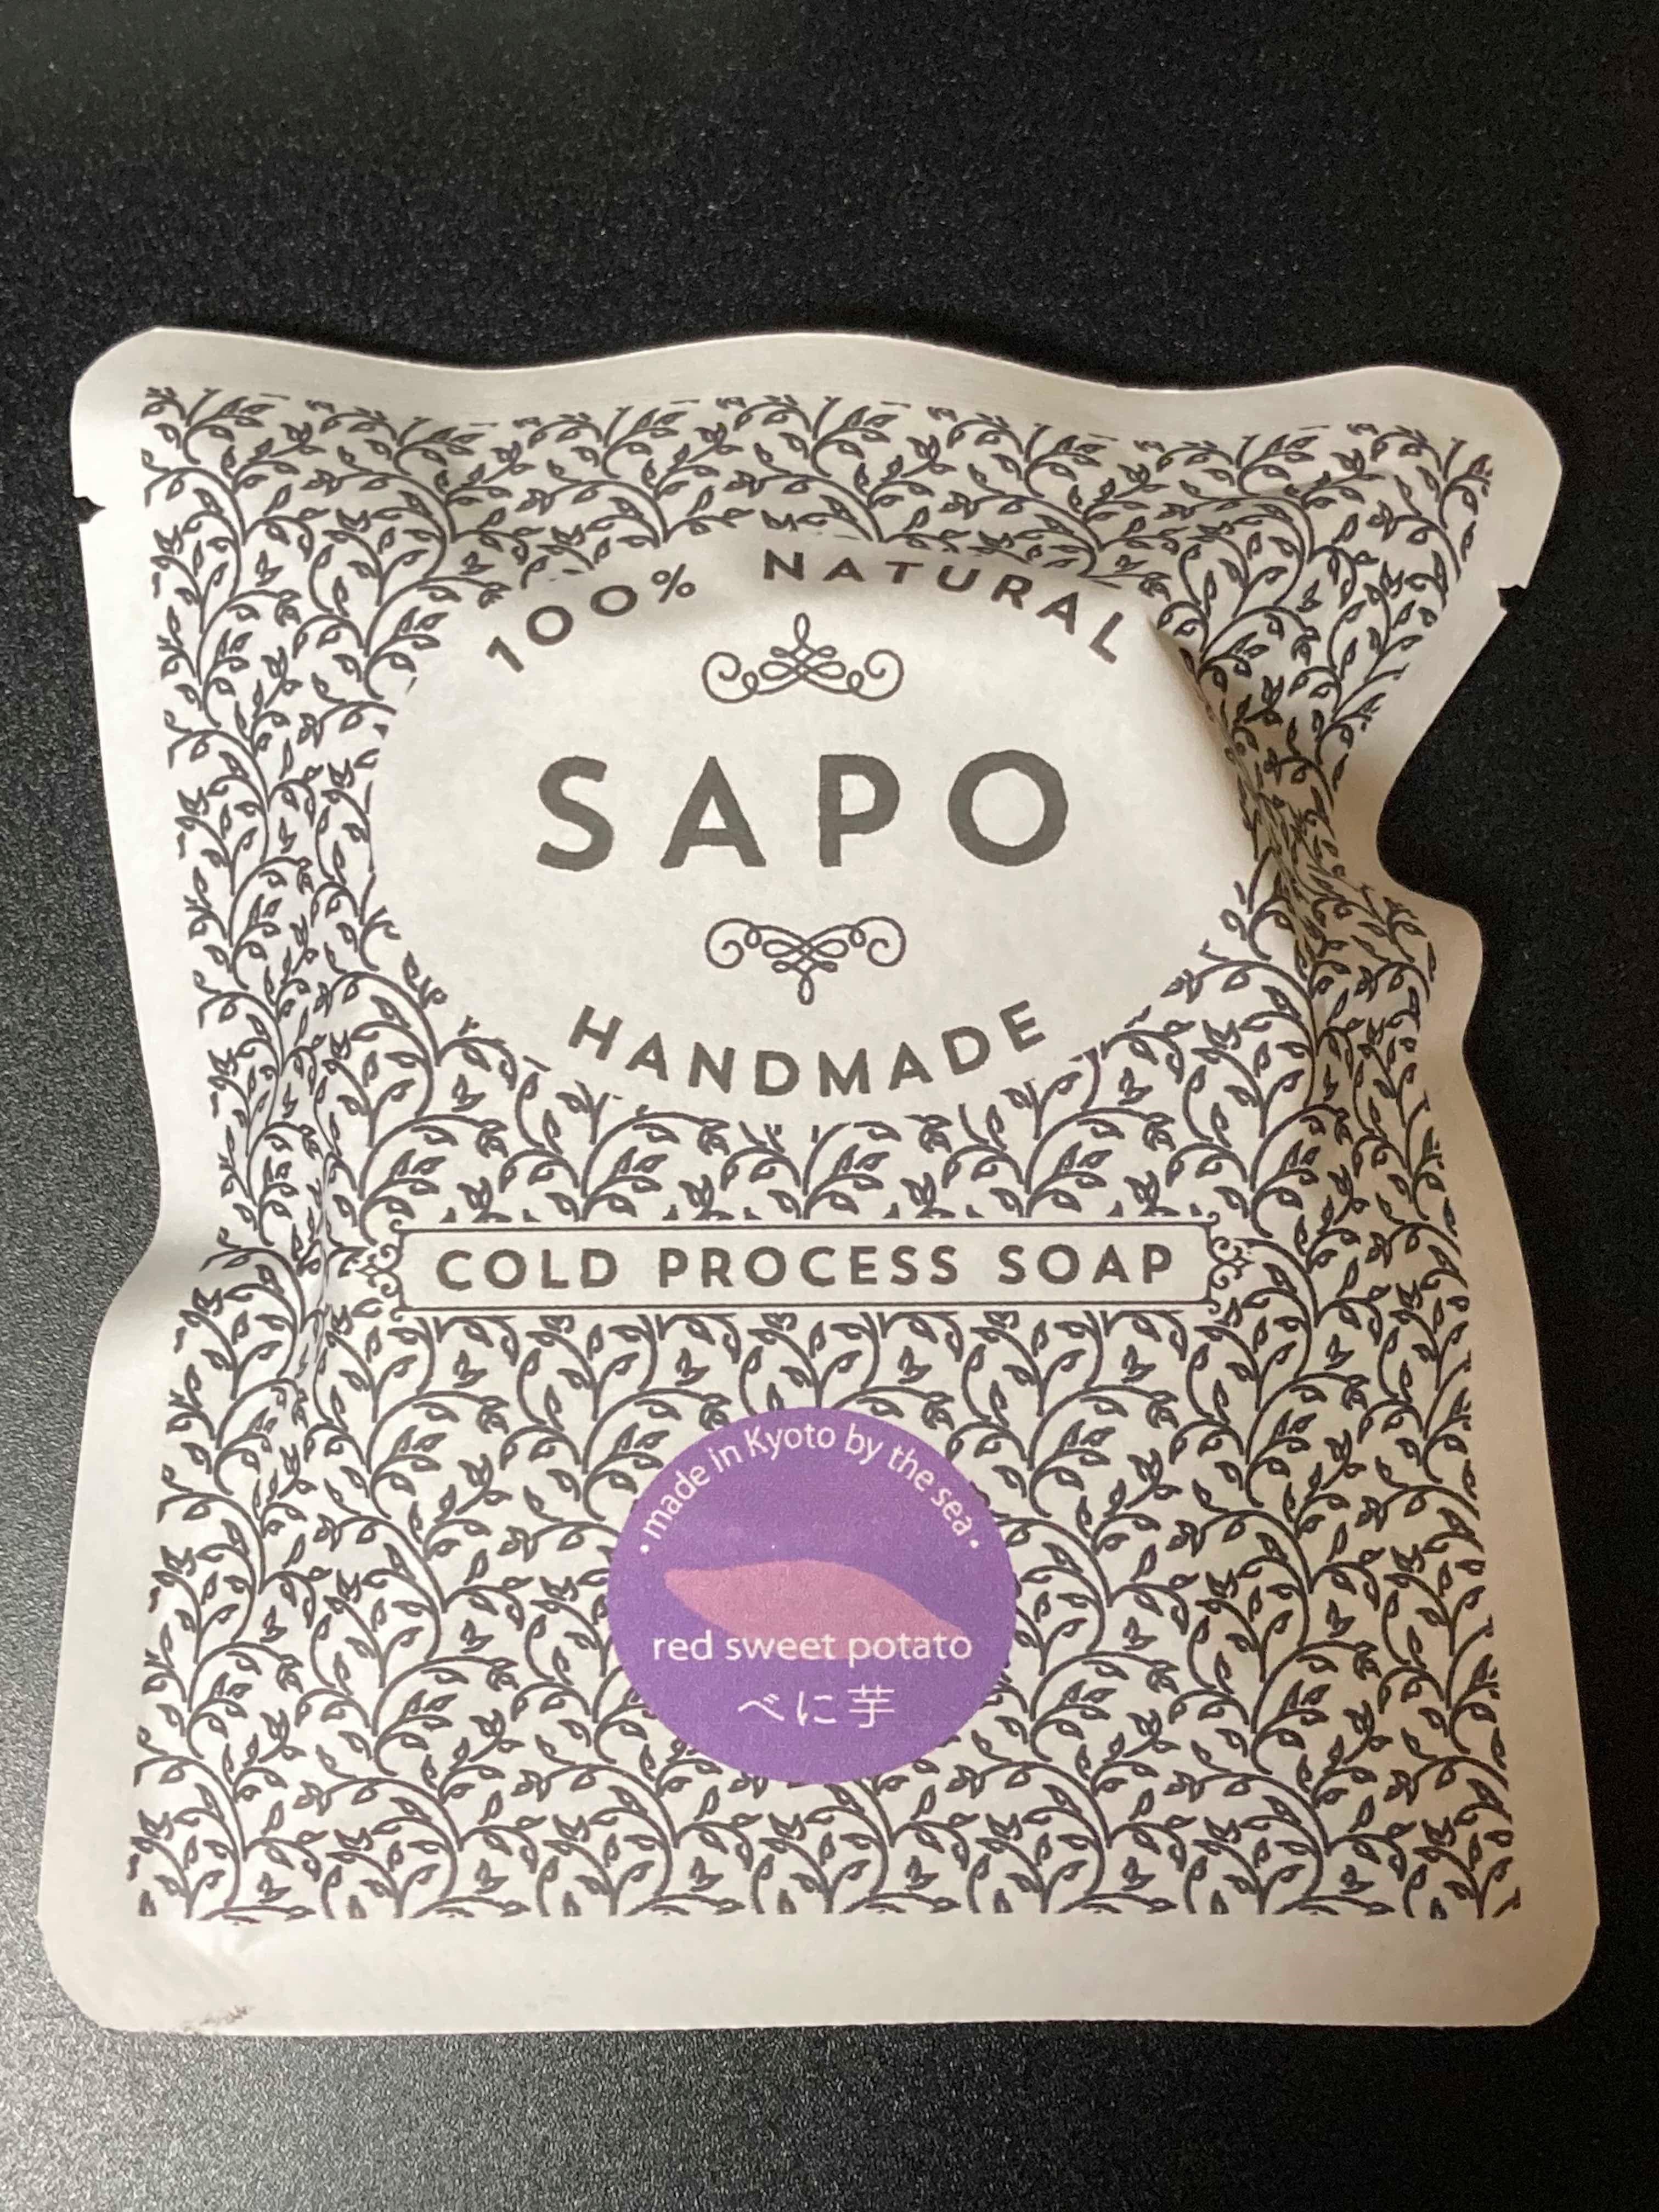 100% NATURAL
SAPO
HANDMADE
COLD PROCESS SOAP
• made in Kyoto by the sea •
red sweet potato
べに芋